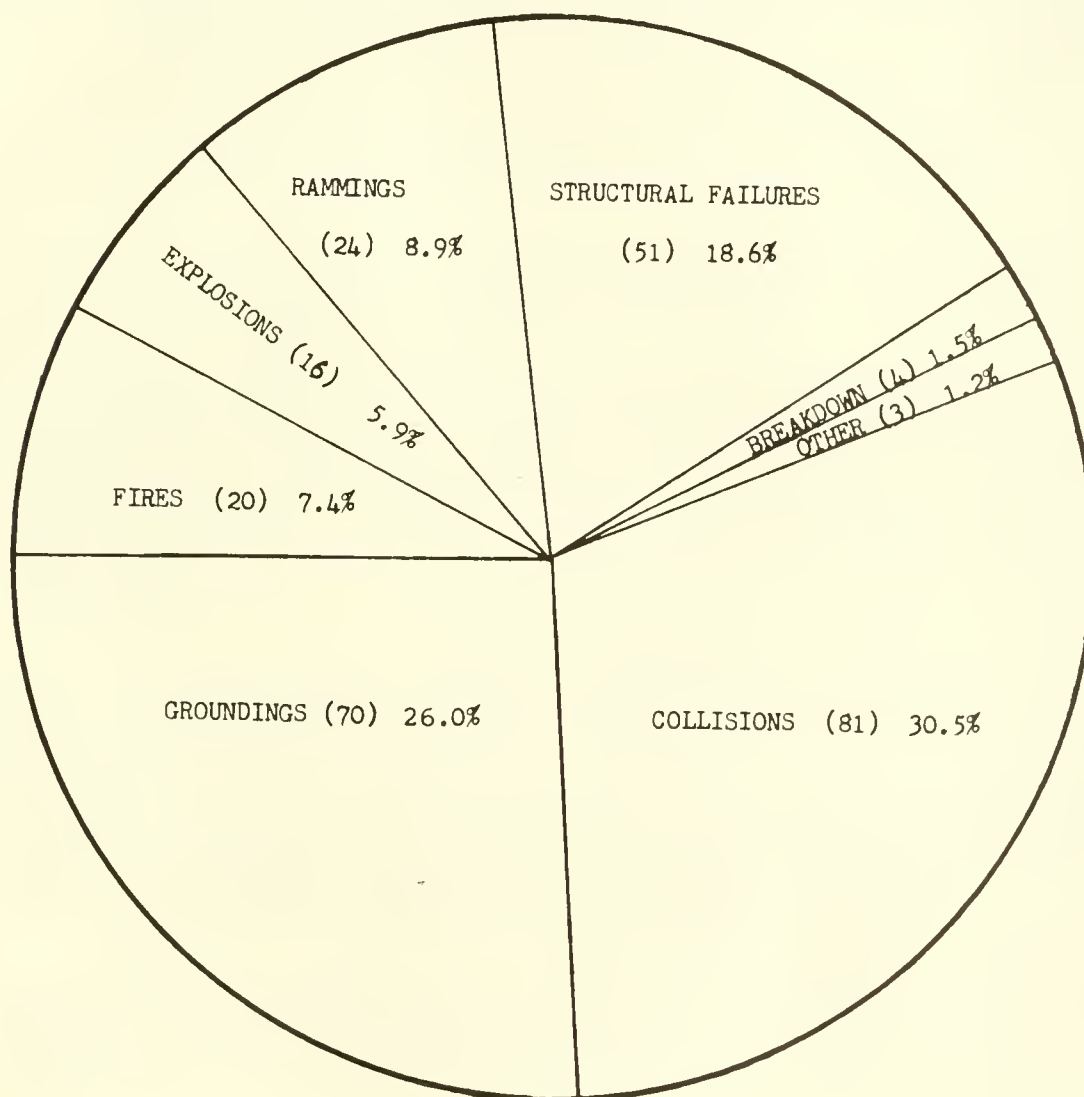 RAMMINGS
(24) 8.9%
STRUCTURAL FAILURES
(51) 18.6%
EXPLOSIONS (16)
5.9%
BREAKDOWN (4) 1.5%
OTHER (3) 1.2%
FIRES (20) 7.4%
GROUNDINGS (70) 26.0%
COLLISIONS (81) 30.5%